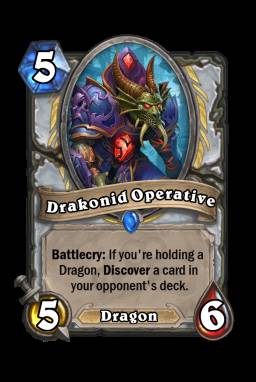 5
Drakonid Operative
Battlecry: If you're holding a
Dragon, Discover a card in
your opponent's deck.
5
Dragon
6